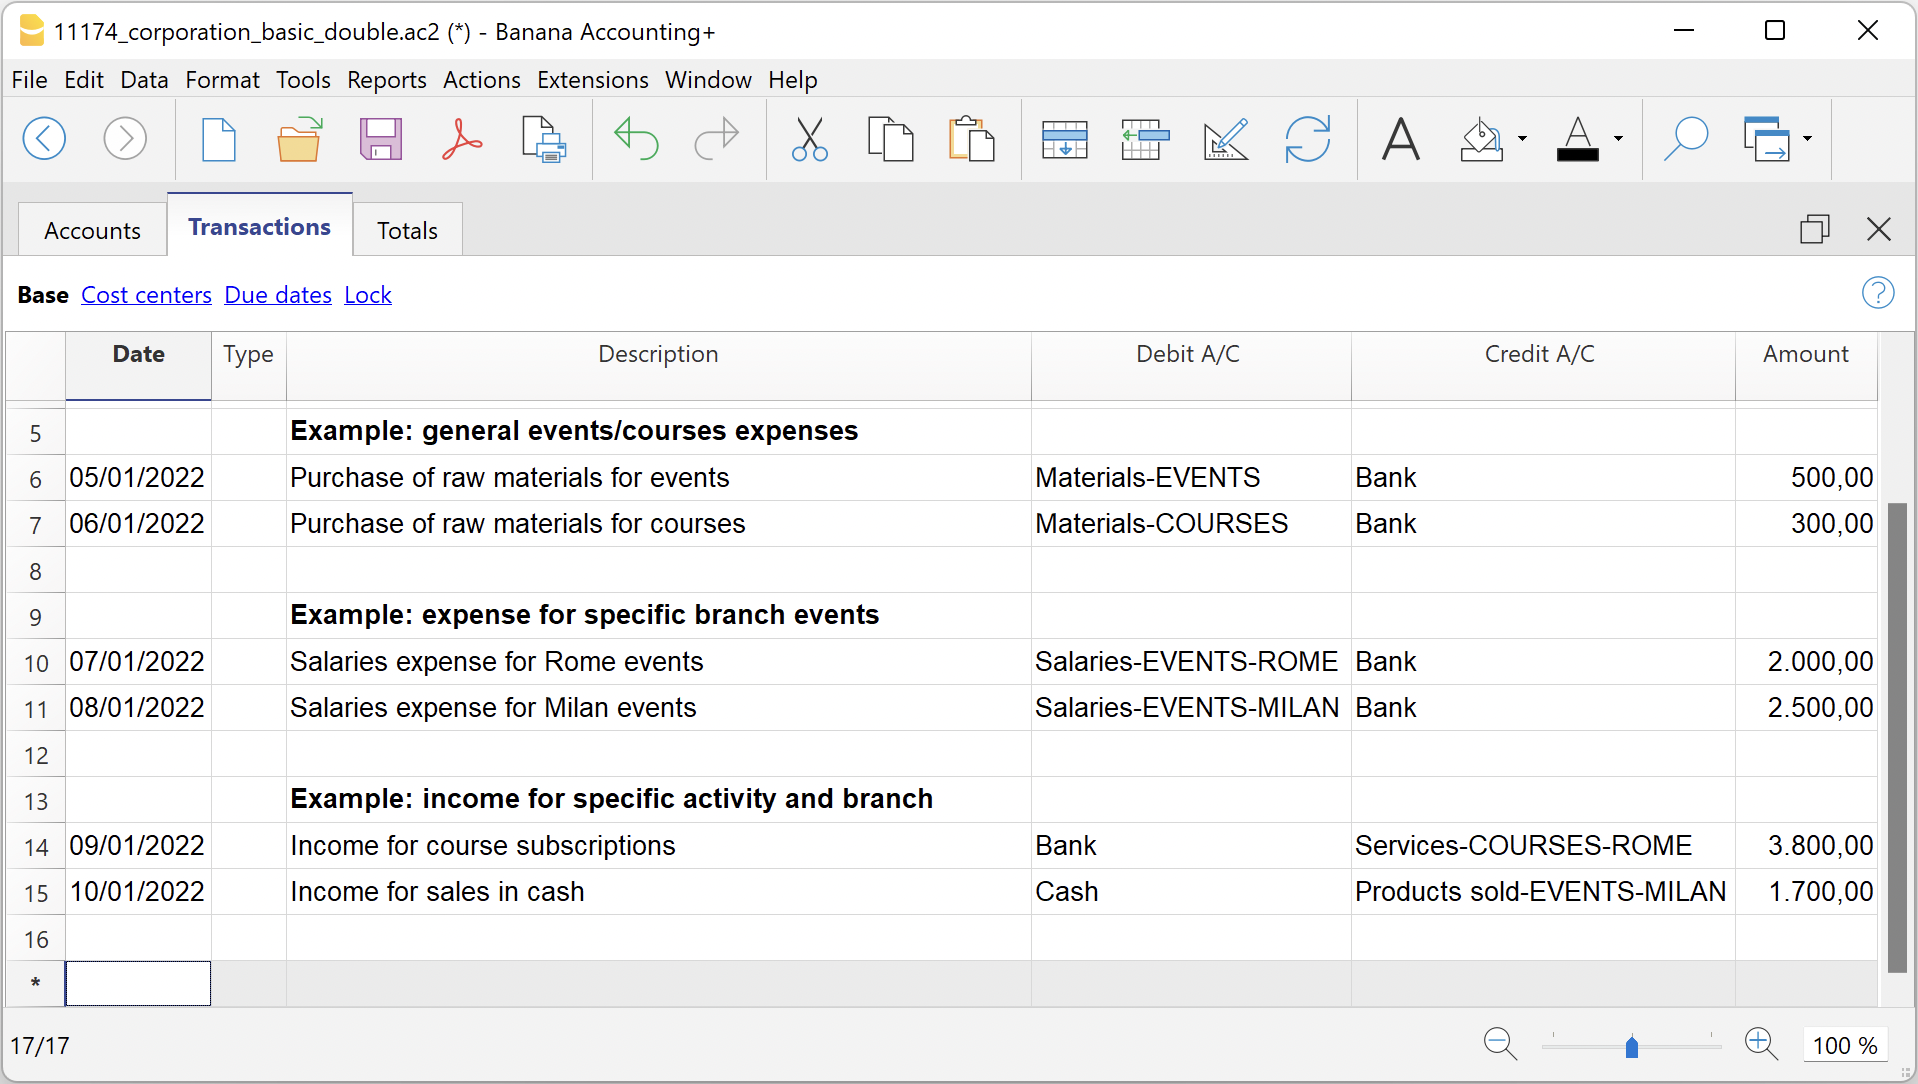 11174_corporation_basic_double.ac2 (*) - Banana Accounting+
File Edit Data Format Tools Reports Actions Extensions Window Help
Accounts Transactions Totals
Base Cost centers Due dates Lock
Date Type Description Debit A/C Credit A/C Amount
5 Example: general events/courses expenses
6 05/01/2022 Purchase of raw materials for events Materials-EVENTS Bank 500,00
7 06/01/2022 Purchase of raw materials for courses Materials-COURSES Bank 300,00
8
9 Example: expense for specific branch events
10 07/01/2022 Salaries expense for Rome events Salaries-EVENTS-ROME Bank 2.000,00
11 08/01/2022 Salaries expense for Milan events Salaries-EVENTS-MILAN Bank 2.500,00
12
13 Example: income for specific activity and branch
14 09/01/2022 Income for course subscriptions Bank Services-COURSES-ROME 3.800,00
15 10/01/2022 Income for sales in cash Cash Products sold-EVENTS-MILAN 1.700,00
16
*
17/17 100 %